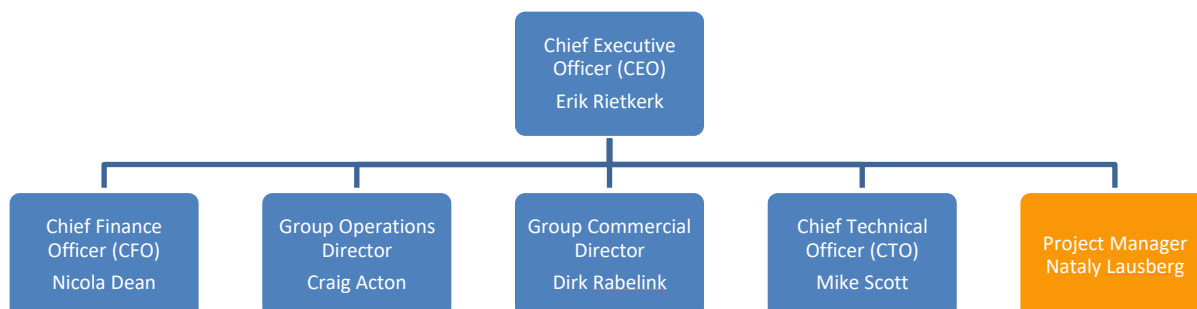 Chief Executive
Officer (CEO)
Erik Rietkerk
Chief Finance
Officer (CFO)
Nicola Dean
Group Operations
Director
Craig Acton
Group Commercial
Director
Dirk Rabelink
Chief Technical
Officer (CTO)
Mike Scott
Project Manager
Nataly Lausberg